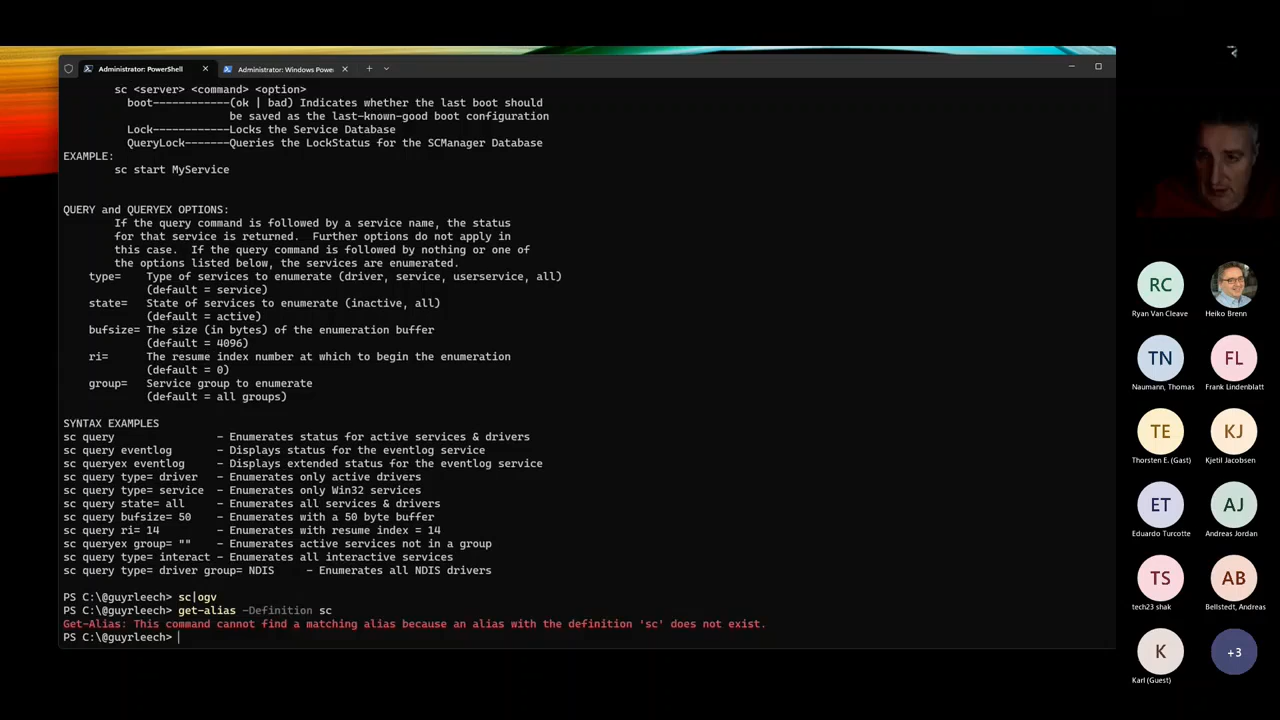 Administrator: PowerShell
Administrator: Windows Powe
sc <server> <command> <option>
boot------------(ok | bad) Indicates whether the last boot should
be saved as the last-known-good boot configuration
Lock------------Locks the Service Database
QueryLock-------Queries the LockStatus for the SCManager Database
EXAMPLE:
sc start MyService
QUERY and QUERYEX OPTIONS:
If the query command is followed by a service name, the status
for that service is returned.  Further options do not apply in
this case.  If the query command is followed by nothing or one of
the options listed below, the services are enumerated.
type=    Type of services to enumerate (driver, service, userservice, all)
(default = service)
state=   State of services to enumerate (inactive, all)
(default = active)
bufsize= The size (in bytes) of the enumeration buffer
(default = 4096)
ri=      The resume index number at which to begin the enumeration
(default = 0)
group=   Service group to enumerate
(default = all groups)
SYNTAX EXAMPLES
sc query                - Enumerates status for active services & drivers
sc query eventlog       - Displays status for the eventlog service
sc queryex eventlog     - Displays extended status for the eventlog service
sc query type= driver   - Enumerates only active drivers
sc query type= service  - Enumerates only Win32 services
sc query state= all     - Enumerates all services & drivers
sc query bufsize= 50    - Enumerates with a 50 byte buffer
sc query ri= 14         - Enumerates with resume index = 14
sc queryex group= ""    - Enumerates active services not in a group
sc query type= interact - Enumerates all interactive services
sc query type= driver group= NDIS     - Enumerates all NDIS drivers
PS C:\@guyrleech> sc|ogv
PS C:\@guyrleech> get-alias -Definition sc
Get-Alias: This command cannot find a matching alias because an alias with the definition 'sc' does not exist.
PS C:\@guyrleech>
RC
Ryan Van Cleave
Heiko Brenn
TN
Naumann, Thomas
FL
Frank Lindenblatt
TE
Thorsten E. (Gast)
KJ
Kjetil Jacobsen
ET
Eduardo Turcotte
AJ
Andreas Jordan
TS
tech23 shak
AB
Bellstedt, Andreas
K
Karl (Guest)
+3